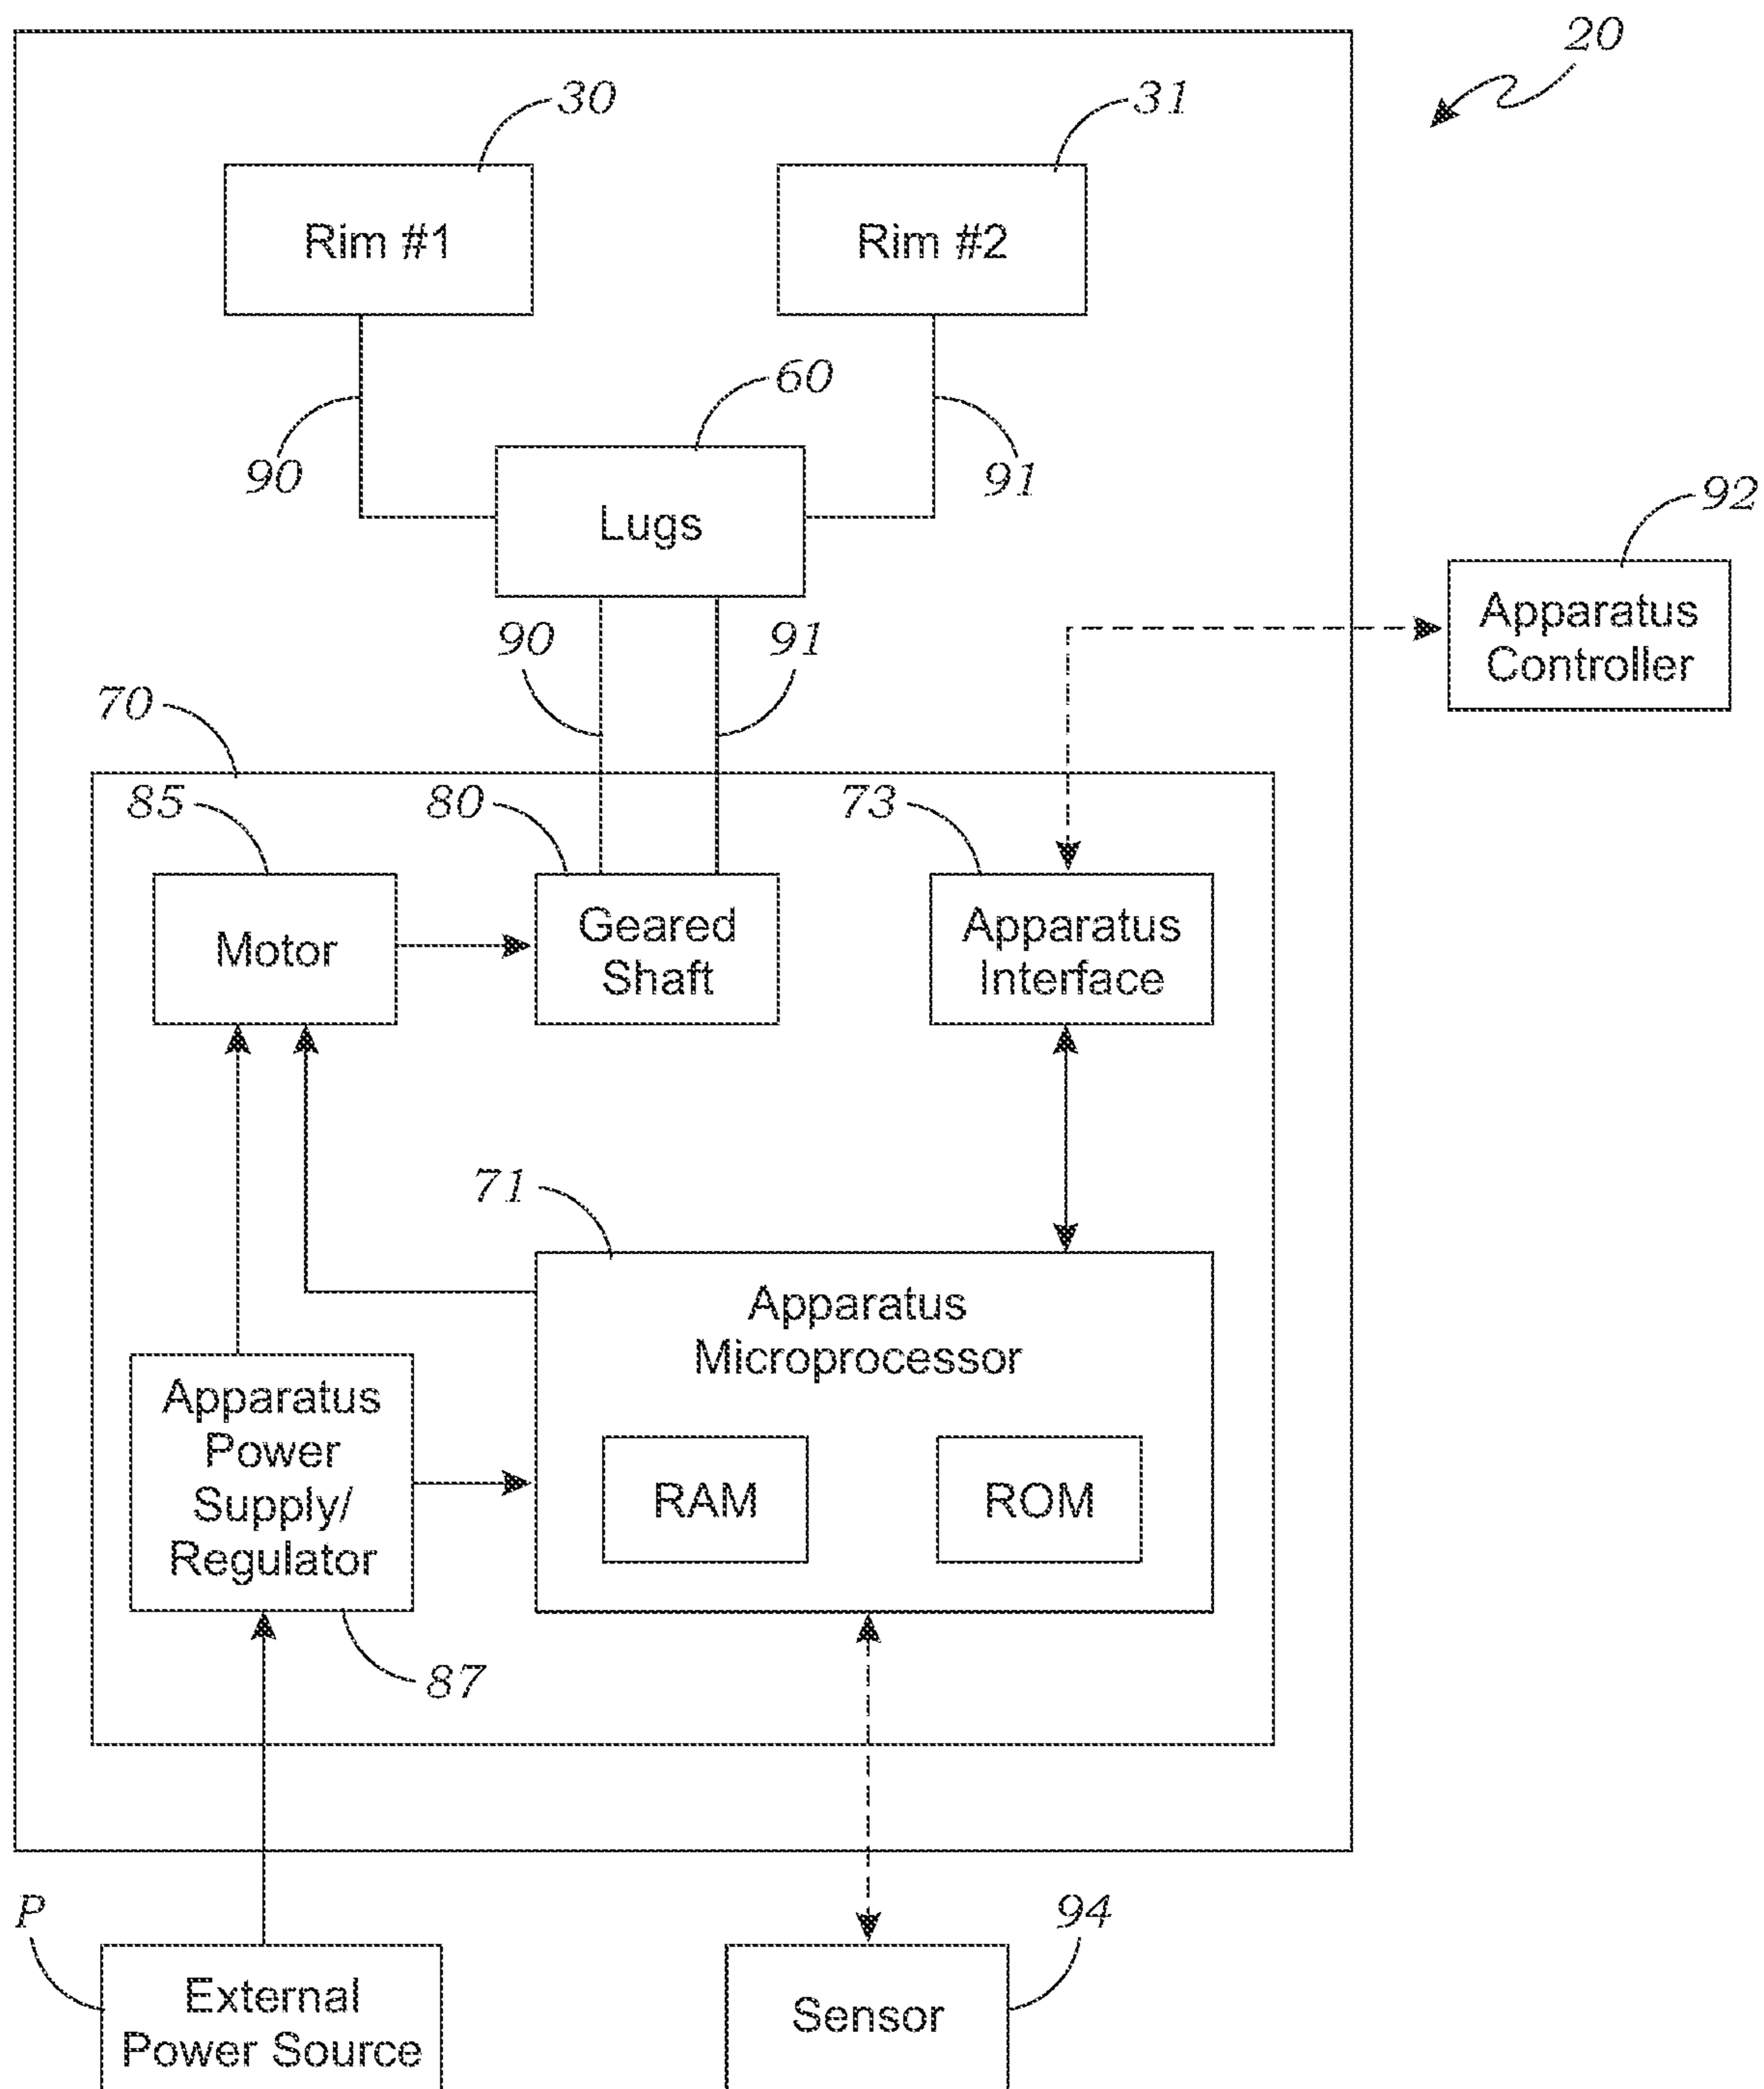 20
30
31
Rim #1
Rim #2
60
90
91
Lugs
92
Apparatus
Controller
90
91
70
85
80
73
Motor
Geared
Shaft
Apparatus
Interface
71
Apparatus
Microprocessor
Apparatus
Power
Supply/
Regulator
RAM
ROM
87
P
94
External
Power Source
Sensor